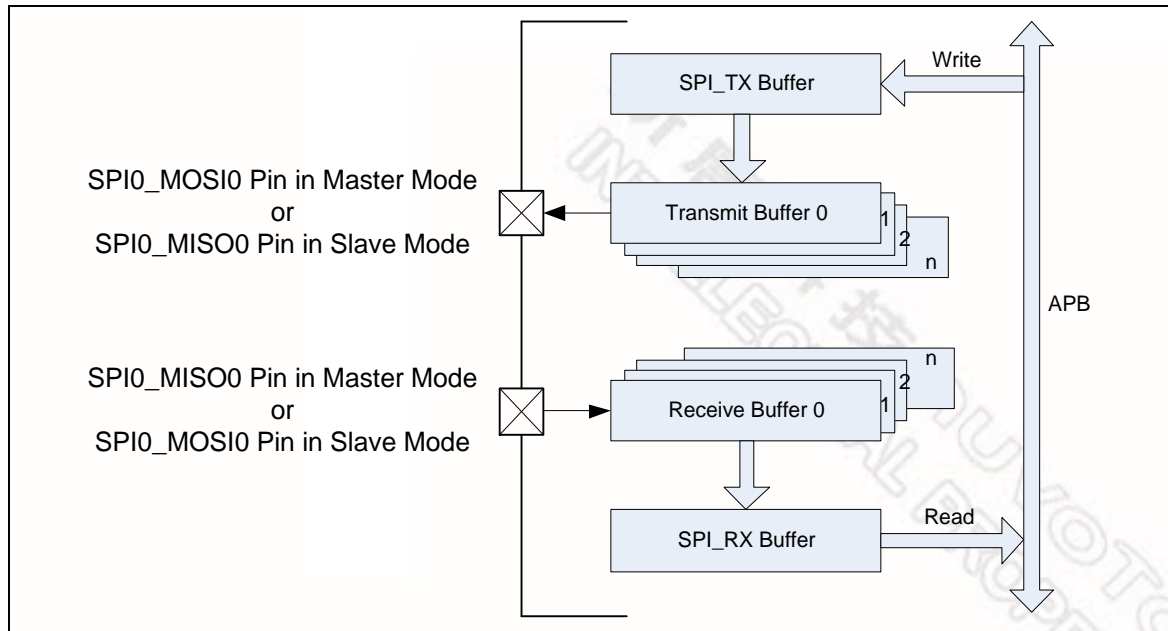 SPI_TX Buffer
Write
SPI0_MOSI0 Pin in Master Mode
or
SPI0_MISO0 Pin in Slave Mode
Transmit Buffer 0
1
2
n
APB
SPI0_MISO0 Pin in Master Mode
or
SPI0_MOSI0 Pin in Slave Mode
n
2
1
Receive Buffer 0
SPI_RX Buffer
Read